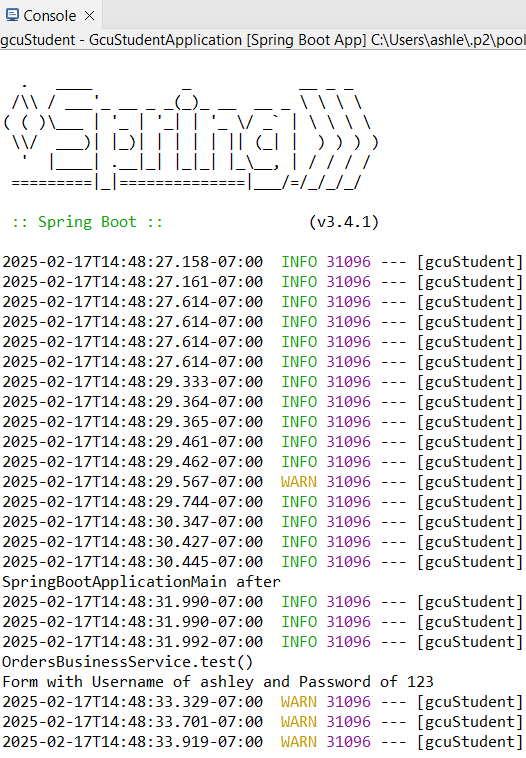 Console ×
gcuStudent - GcuStudentApplication [Spring Boot App] C:\Users\ashle\.p2\pool
  .   ____          _            __ _ _
 /\\ / ___'_ __ _ _(_)_ __  __ _ \ \ \ \
( ( )\___ | '_ | '_| | '_ \/ _` | \ \ \ \
 \\/  ___)| |_)| | | | | || (_| |  ) ) ) )
  '  |____| .__|_| |_|_| |_\__, | / / / /
 =========|_|==============|___/=/_/_/_/
 :: Spring Boot ::                (v3.4.1)
2025-02-17T14:48:27.158-07:00  INFO 31096 --- [gcuStudent]
2025-02-17T14:48:27.161-07:00  INFO 31096 --- [gcuStudent]
2025-02-17T14:48:27.614-07:00  INFO 31096 --- [gcuStudent]
2025-02-17T14:48:27.614-07:00  INFO 31096 --- [gcuStudent]
2025-02-17T14:48:27.614-07:00  INFO 31096 --- [gcuStudent]
2025-02-17T14:48:27.614-07:00  INFO 31096 --- [gcuStudent]
2025-02-17T14:48:29.333-07:00  INFO 31096 --- [gcuStudent]
2025-02-17T14:48:29.364-07:00  INFO 31096 --- [gcuStudent]
2025-02-17T14:48:29.365-07:00  INFO 31096 --- [gcuStudent]
2025-02-17T14:48:29.461-07:00  INFO 31096 --- [gcuStudent]
2025-02-17T14:48:29.462-07:00  INFO 31096 --- [gcuStudent]
2025-02-17T14:48:29.567-07:00  WARN 31096 --- [gcuStudent]
2025-02-17T14:48:29.744-07:00  INFO 31096 --- [gcuStudent]
2025-02-17T14:48:30.347-07:00  INFO 31096 --- [gcuStudent]
2025-02-17T14:48:30.427-07:00  INFO 31096 --- [gcuStudent]
2025-02-17T14:48:30.445-07:00  INFO 31096 --- [gcuStudent]
SpringBootApplicationMain after
2025-02-17T14:48:31.990-07:00  INFO 31096 --- [gcuStudent]
2025-02-17T14:48:31.990-07:00  INFO 31096 --- [gcuStudent]
2025-02-17T14:48:31.992-07:00  INFO 31096 --- [gcuStudent]
OrdersBusinessService.test()
Form with Username of ashley and Password of 123
2025-02-17T14:48:33.329-07:00  WARN 31096 --- [gcuStudent]
2025-02-17T14:48:33.701-07:00  WARN 31096 --- [gcuStudent]
2025-02-17T14:48:33.919-07:00  WARN 31096 --- [gcuStudent]